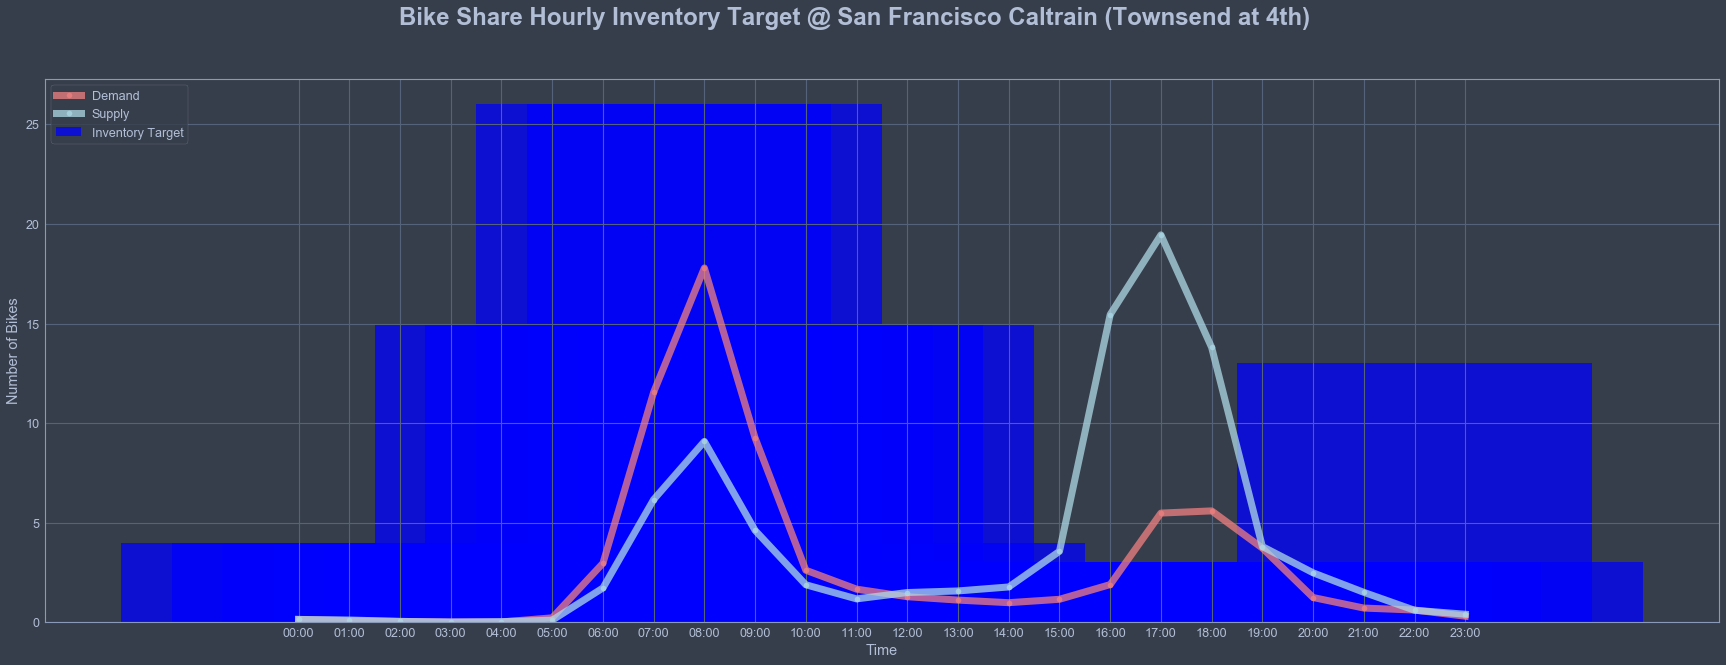 Bike Share Hourly Inventory Target @ San Francisco Caltrain (Townsend at 4th)
Demand
Supply
Inventory Target
25
20
15
10
5
0
Number of Bikes
00:00 01:00 02:00 03:00 04:00 05:00 06:00 07:00 08:00 09:00 10:00 11:00 12:00 13:00 14:00 15:00 16:00 17:00 18:00 19:00 20:00 21:00 22:00 23:00
Time